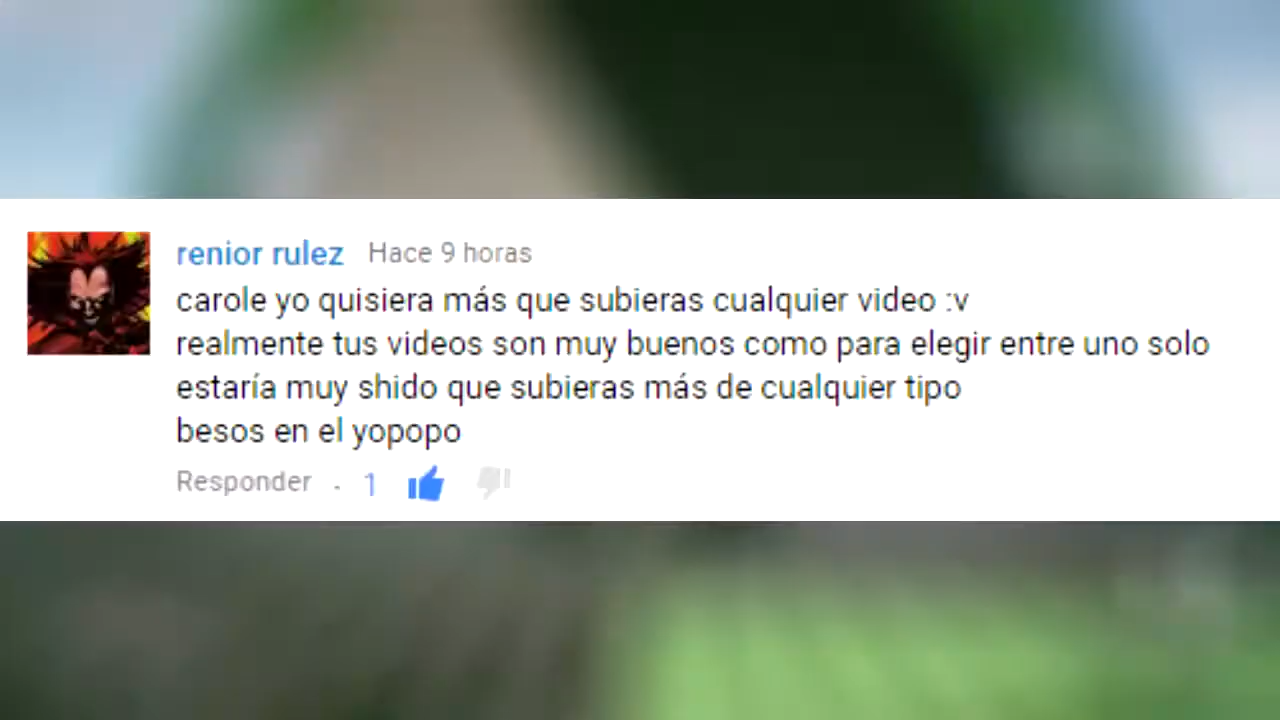 renior rulez Hace 9 horas
carole yo quisiera más que subieras cualquier video :v
realmente tus videos son muy buenos como para elegir entre uno solo
estaría muy shido que subieras más de cualquier tipo
besos en el yopopo
Responder . 1